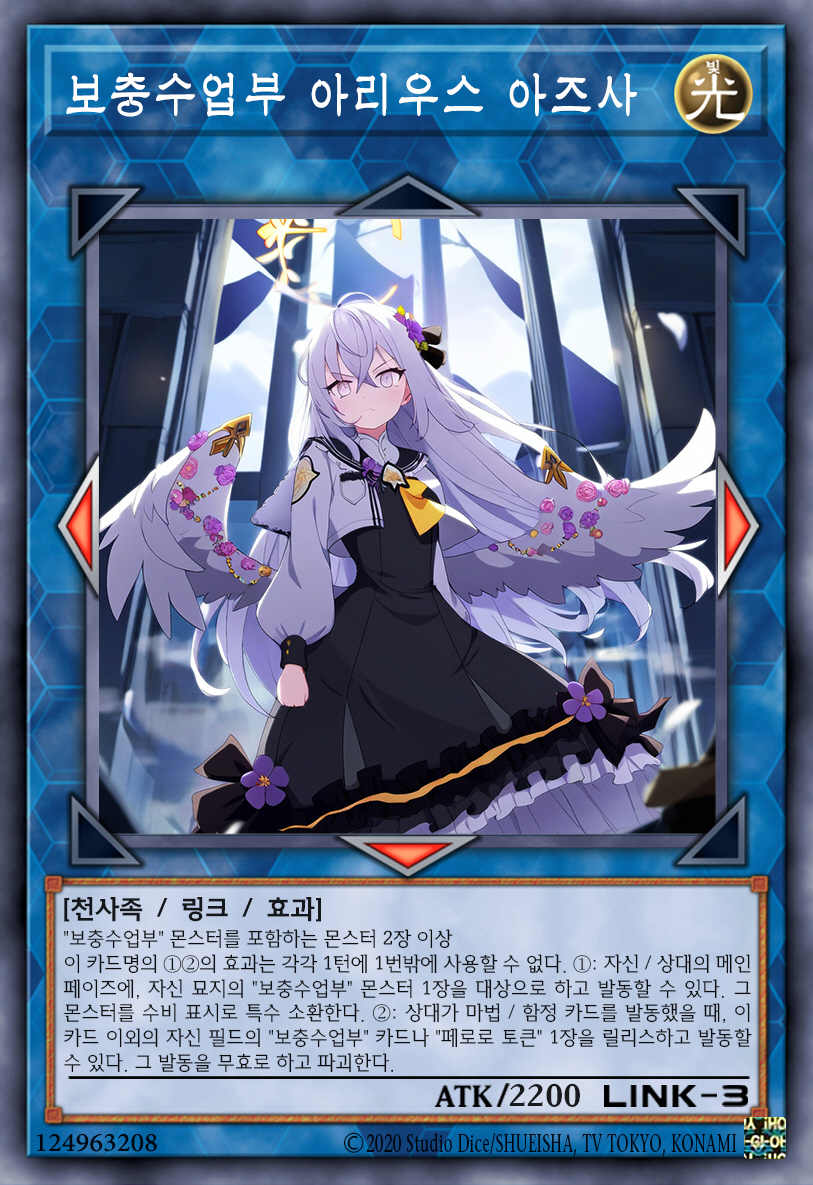 보충수업부 아리우스 아즈사
빛
光
[천사족 / 링크 / 효과]
"보충수업부" 몬스터를 포함하는 몬스터 2장 이상
이 카드명의 ①②의 효과는 각각 1턴에 1번밖에 사용할 수 없다. ①: 자신 / 상대의 메인
페이즈에, 자신 묘지의 "보충수업부" 몬스터 1장을 대상으로 하고 발동할 수 있다. 그
몬스터를 수비 표시로 특수 소환한다. ②: 상대가 마법 / 함정 카드를 발동했을 때, 이
카드 이외의 자신 필드의 "보충수업부" 카드나 "페로로 토큰" 1장을 릴리스하고 발동할
수 있다. 그 발동을 무효로 하고 파괴한다.
ATK/2200 LINK-3
124963208 ©2020 Studio Dice/SHUEISHA, TV TOKYO, KONAMI